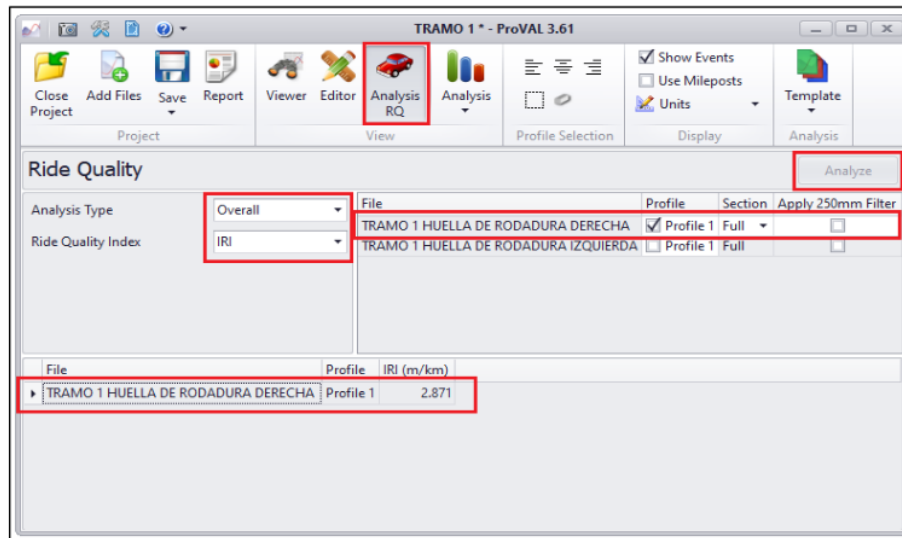 TRAMO 1 * - ProVAL 3.61
Close Project
Add Files
Save
Report
Project
Viewer
Editor
Analysis RQ
Analysis
View
Profile Selection
Show Events
Use Mileposts
Units
Display
Template
Analysis
Ride Quality
Analyze
Analysis Type Overall
Ride Quality Index IRI
File Profile Section Apply 250mm Filter
TRAMO 1 HUELLA DE RODADURA DERECHA Profile 1 Full
TRAMO 1 HUELLA DE RODADURA IZQUIERDA Profile 1 Full
File Profile IRI (m/km)
TRAMO 1 HUELLA DE RODADURA DERECHA Profile 1 2.871